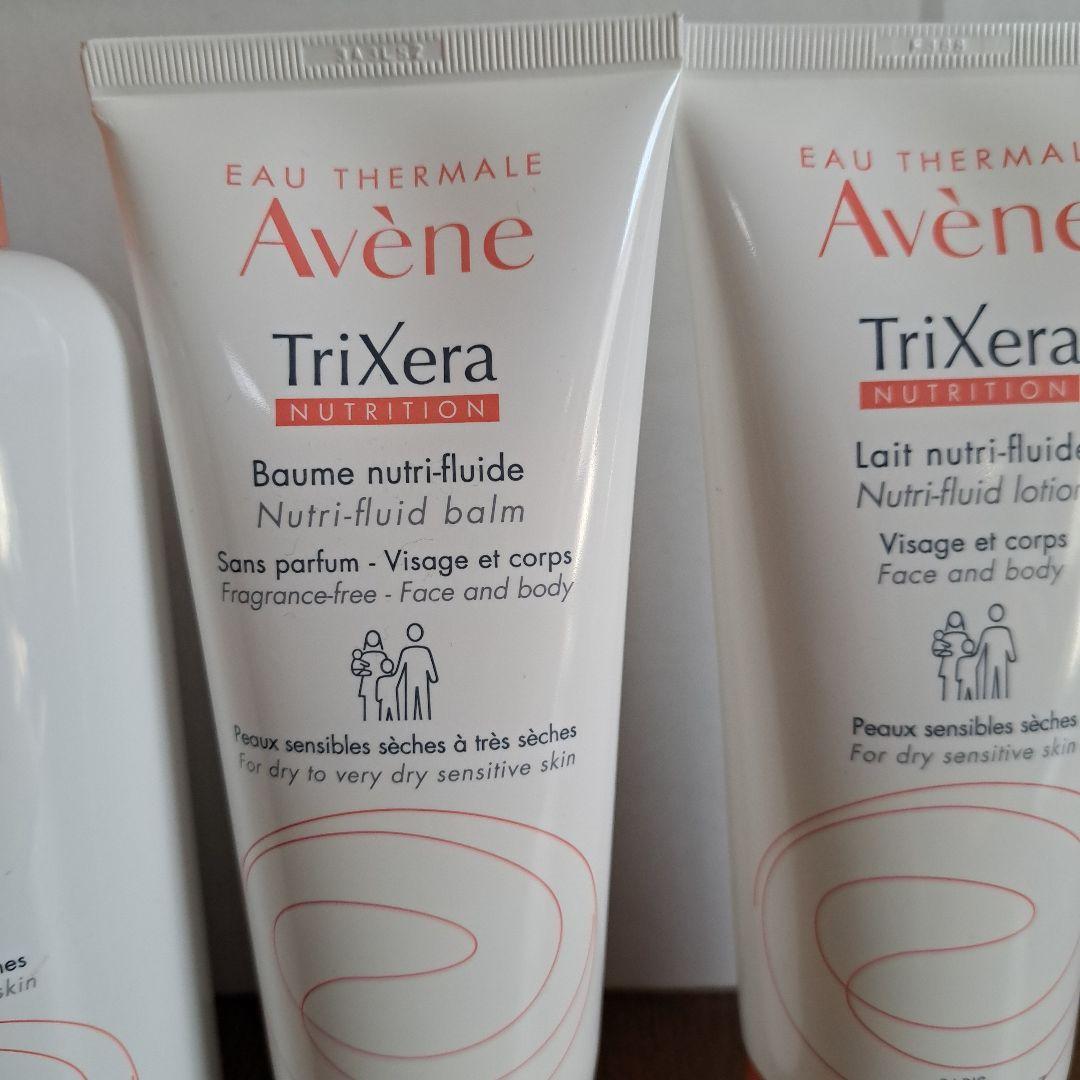 EAU THERMALE
Avène
TriXera
NUTRITION
Baume nutri-fluide
Nutri-fluid balm
Sans parfum - Visage et corps
Fragrance-free - Face and body
Peaux sensibles sèches à très sèches
For dry to very dry sensitive skin
EAU THERMAL
Avène
TriXera
NUTRITION
Lait nutri-fluide
Nutri-fluid lotion
Visage et corps
Face and body
Peaux sensibles sèches
For dry sensitive skin
skin